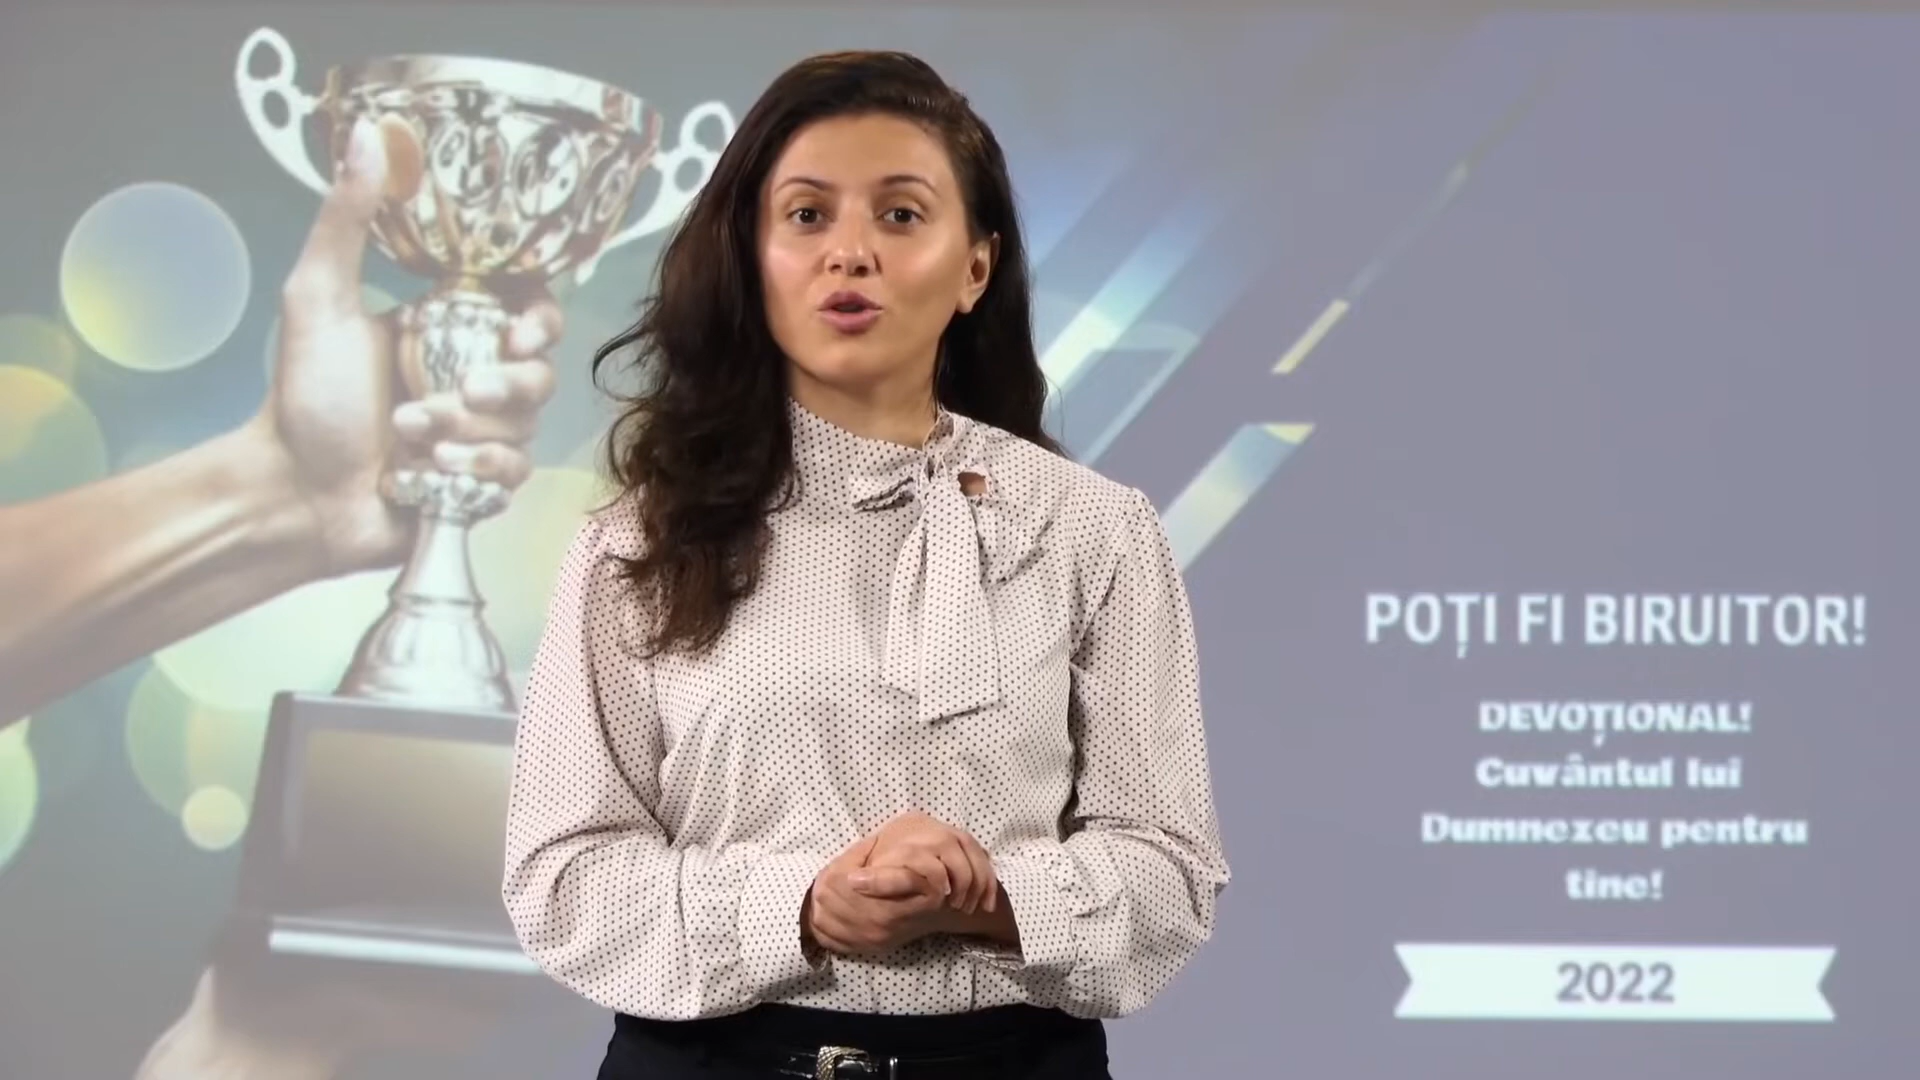 POȚI FI BIRUITOR!
DEVOȚIONAL!
Cuvântul lui
Dumnezeu pentru
tine!
2022